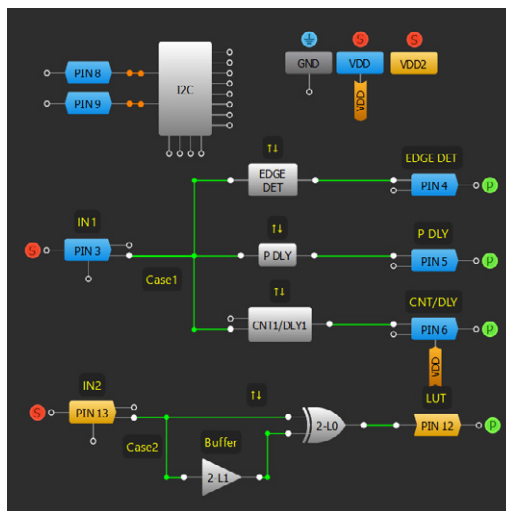 S
S
PIN 8
I2C
GND
VDD
VDD2
PIN 9
VDD
↑↓
EDGE DET
EDGE
DET
PIN 4
P
IN1
↑↓
P DLY
S
PIN 3
P DLY
PIN 5
P
Case1
↑↓
CNT/DLY
CNT1/DLY1
PIN 6
P
VDD
IN2
↑↓
LUT
S
PIN 13
2-L0
PIN 12
P
Case2
Buffer
2-L1